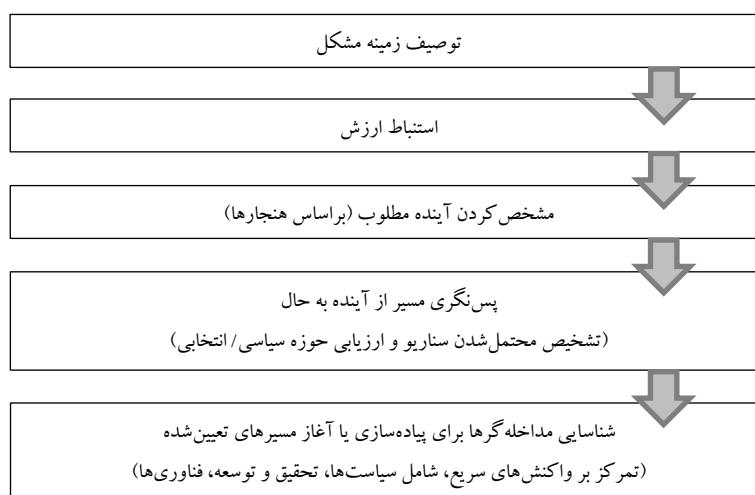 توصیف زمینه مشکل
استنباط ارزش
مشخص‌کردن آینده مطلوب (براساس هنجارها)
پس‌نگری مسیر از آینده به حال
(تشخیص محتمل‌شدن سناریو و ارزیابی حوزه سیاسی/ انتخابی)
شناسایی مداخله‌گرها برای پیاده‌سازی یا آغاز مسیرهای تعیین‌شده
(تمرکز بر واکنش‌های سریع، شامل سیاست‌ها، تحقیق و توسعه، فناوری‌ها)